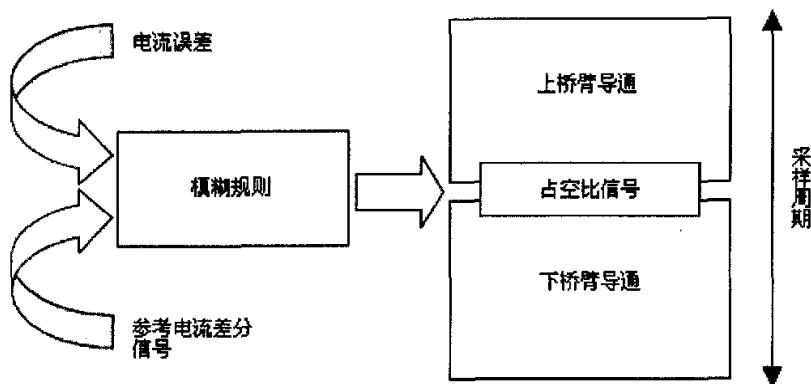 电流误差
上桥臂导通
模糊规则
占空比信号
采样周期
下桥臂导通
参考电流差分
信号